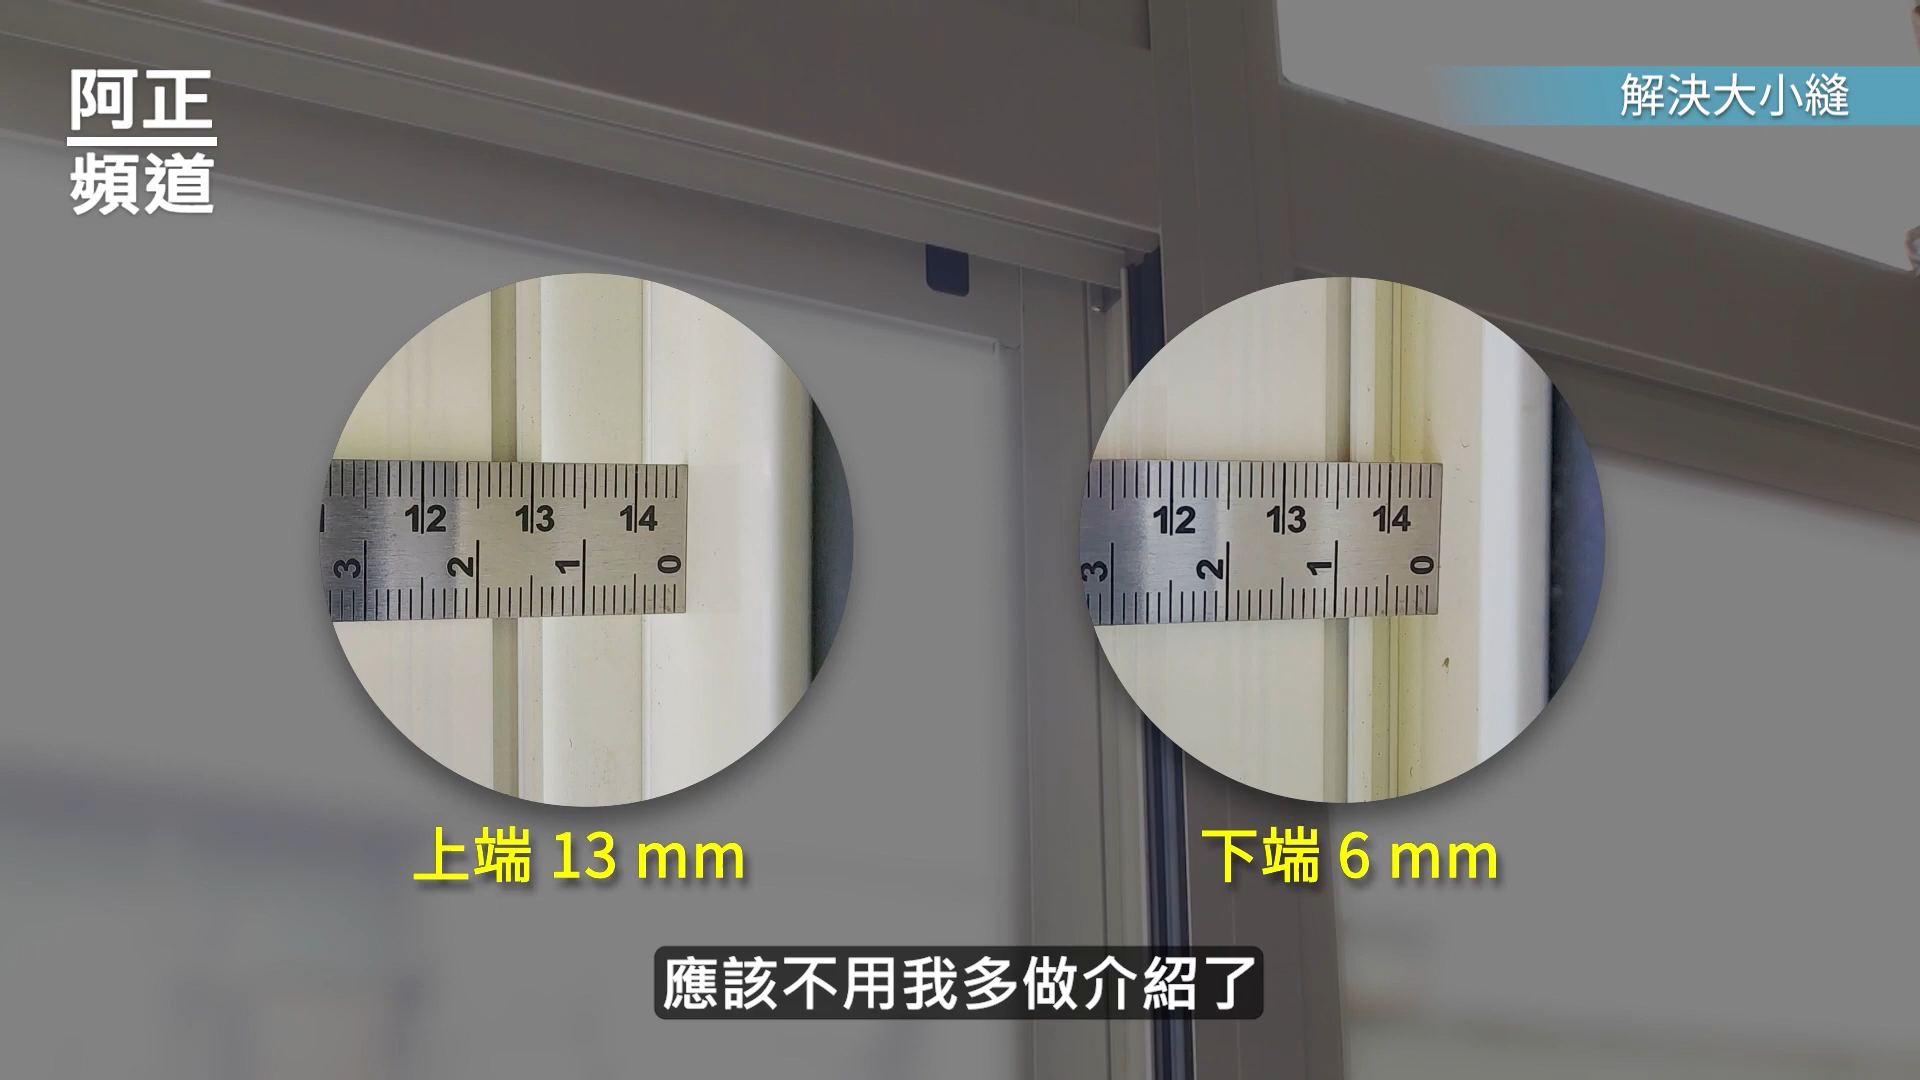 阿正
頻道
解決大小縫
12 13 14
3 2 1 0
12 13 14
3 2 1 0
上端 13 mm
下端 6 mm
應該不用我多做介紹了